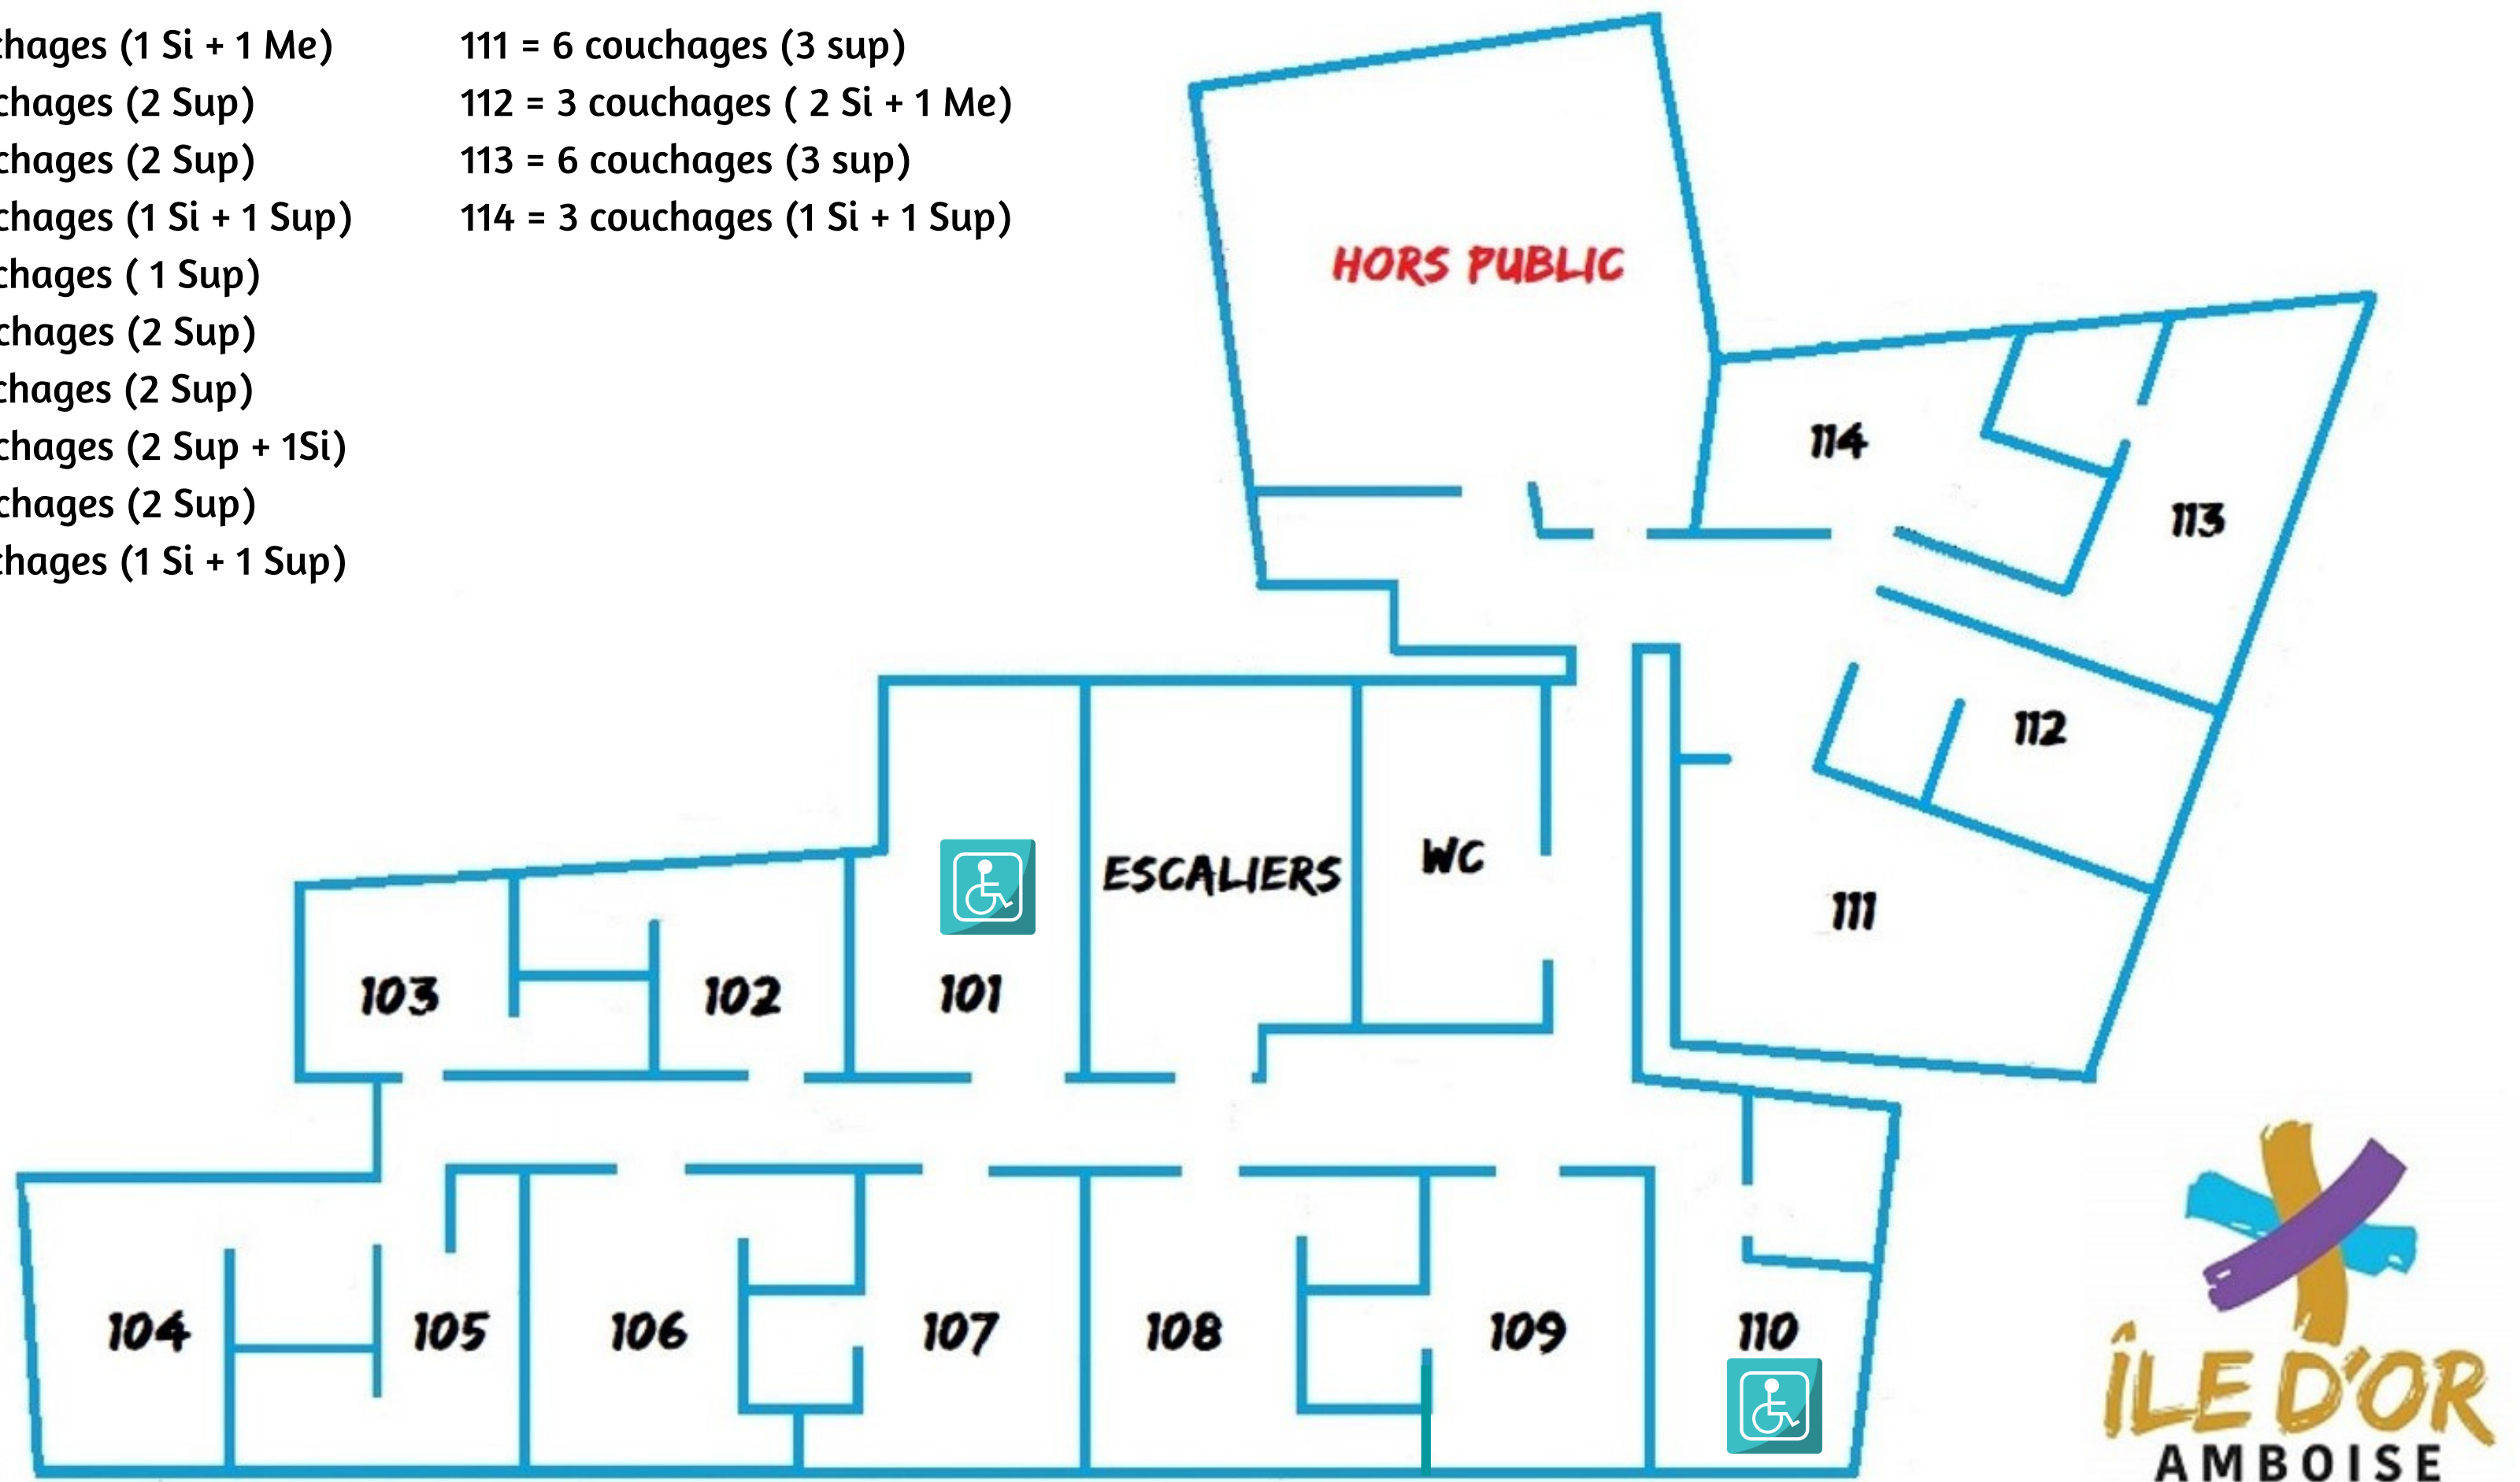 chages (1 Si + 1 Me)
chages (2 Sup)
chages (2 Sup)
chages (1 Si + 1 Sup)
chages ( 1 Sup)
chages (2 Sup)
chages (2 Sup)
chages (2 Sup + 1Si)
chages (2 Sup)
chages (1 Si + 1 Sup)
111 = 6 couchages (3 sup)
112 = 3 couchages ( 2 Si + 1 Me)
113 = 6 couchages (3 sup)
114 = 3 couchages (1 Si + 1 Sup)
HORS PUBLIC
114
113
112
111
ESCALIERS
WC
103
102
101
104
105
106
107
108
109
110
ÎLE D'OR
AMBOISE